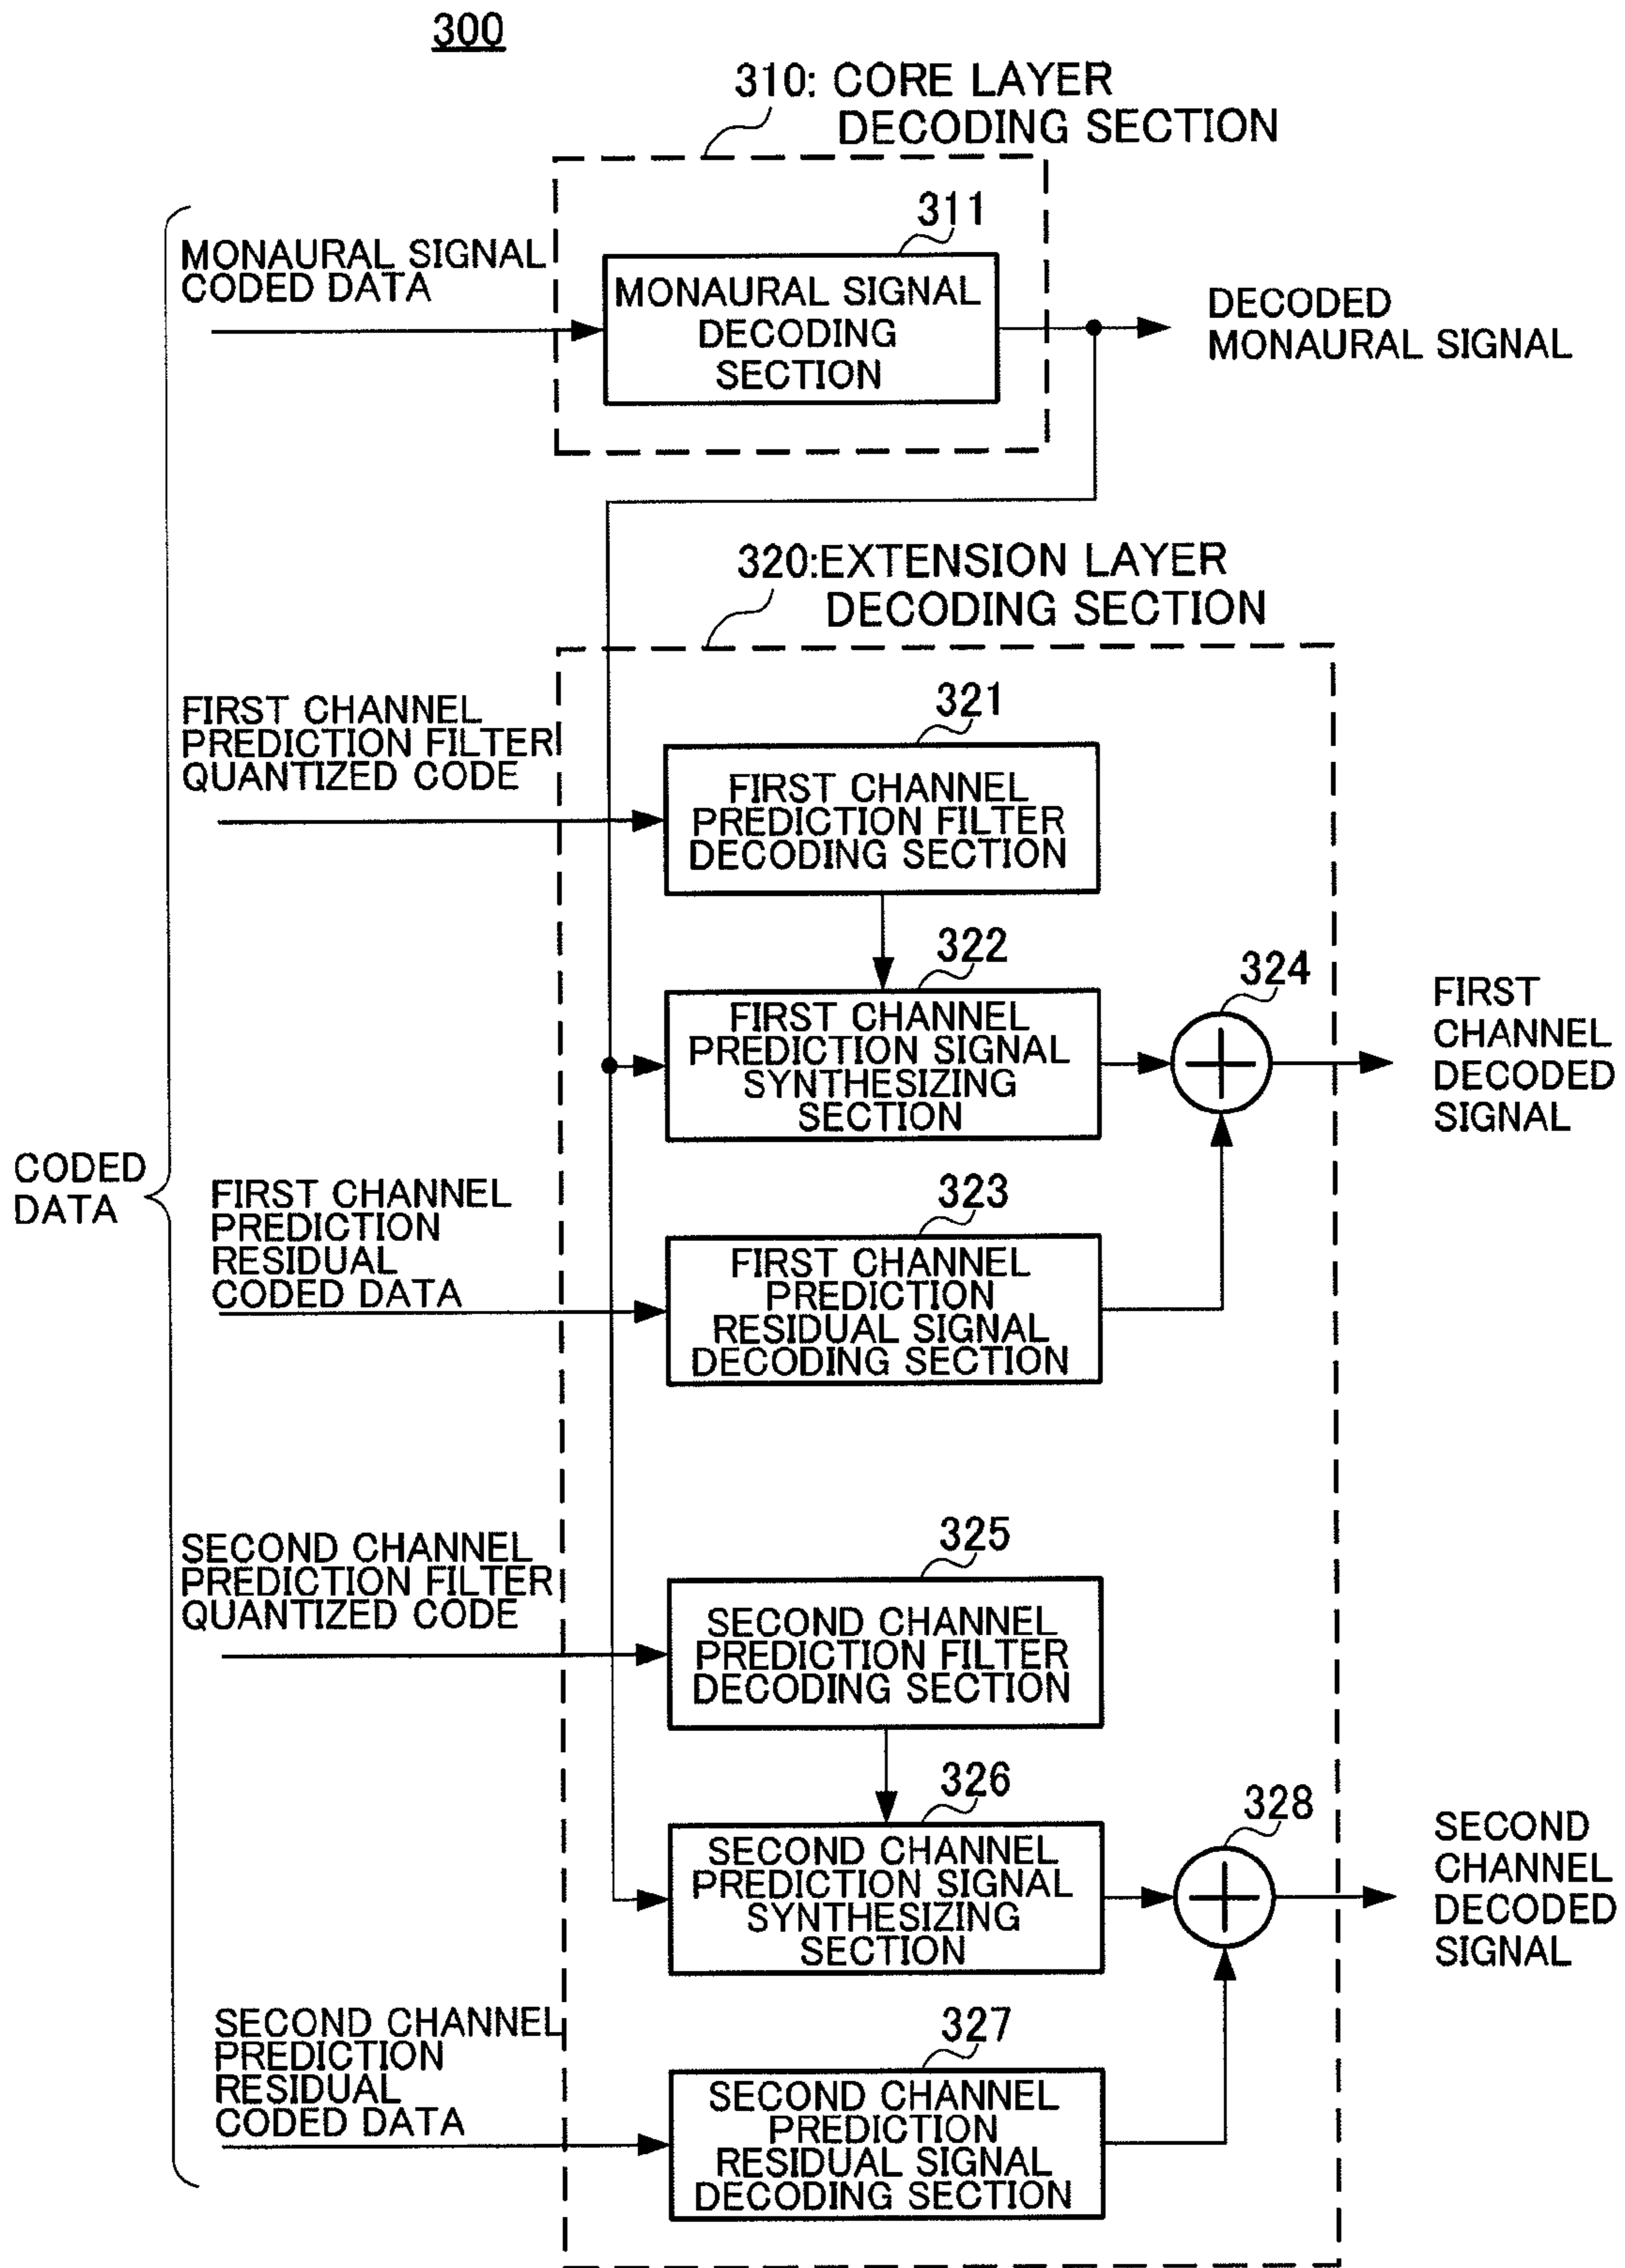 300
310: CORE LAYER
DECODING SECTION
311
MONAURAL SIGNAL
CODED DATA
MONAURAL SIGNAL
DECODING
SECTION
DECODED
MONAURAL SIGNAL
320:EXTENSION LAYER
DECODING SECTION
FIRST CHANNEL
PREDICTION FILTER
QUANTIZED CODE
321
FIRST CHANNEL
PREDICTION FILTER
DECODING SECTION
322
FIRST CHANNEL
PREDICTION SIGNAL
SYNTHESIZING
SECTION
324
FIRST
CHANNEL
DECODED
SIGNAL
CODED
DATA
FIRST CHANNEL
PREDICTION
RESIDUAL
CODED DATA
323
FIRST CHANNEL
PREDICTION
RESIDUAL SIGNAL
DECODING SECTION
SECOND CHANNEL
PREDICTION FILTER
QUANTIZED CODE
325
SECOND CHANNEL
PREDICTION FILTER
DECODING SECTION
326
SECOND CHANNEL
PREDICTION SIGNAL
SYNTHESIZING
SECTION
328
SECOND
CHANNEL
DECODED
SIGNAL
SECOND CHANNEL
PREDICTION
RESIDUAL
CODED DATA
327
SECOND CHANNEL
PREDICTION
RESIDUAL SIGNAL
DECODING SECTION